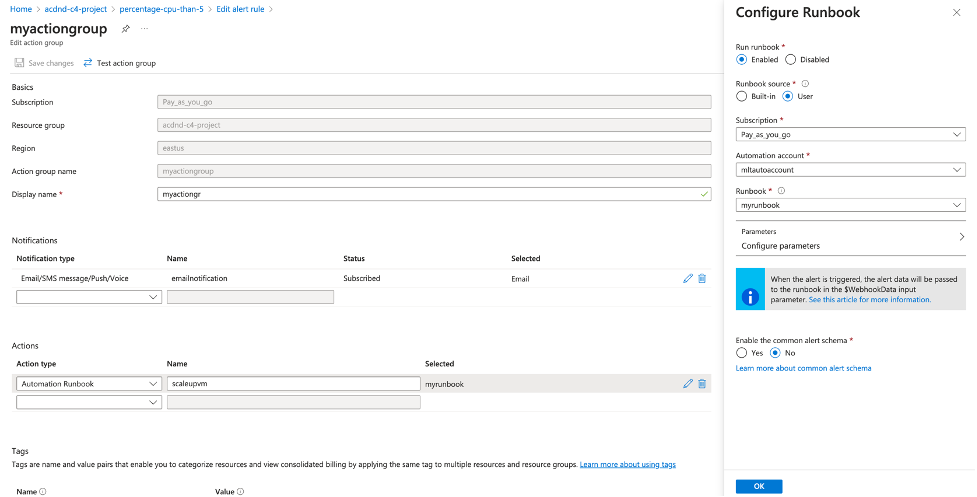 Home > acdnd-c4-project > percentage-cpu-than-5 > Edit alert rule >
myactiongroup ...
Edit action group
Save changes Test action group
Basics
Subscription Pay_as_you_go
Resource group acdnd-c4-project
Region eastus
Action group name myactiongroup
Display name * myactiongr
Notifications
Notification type Name Status Selected
Email/SMS message/Push/Voice emailnotification Subscribed Email
Actions
Action type Name Selected
Automation Runbook scaleupvm myrunbook
Tags
Tags are name and value pairs that enable you to categorize resources and view consolidated billing by applying the same tag to multiple resources and resource groups. Learn more about using tags
Name Value
Configure Runbook
Run runbook *
Enabled Disabled
Runbook source *
Built-in User
Subscription *
Pay_as_you_go
Automation account *
mltautoaccount
Runbook *
myrunbook
Parameters
Configure parameters
When the alert is triggered, the alert data will be passed
to the runbook in the $WebhookData input
parameter. See this article for more information.
Enable the common alert schema *
Yes No
Learn more about common alert schema
OK